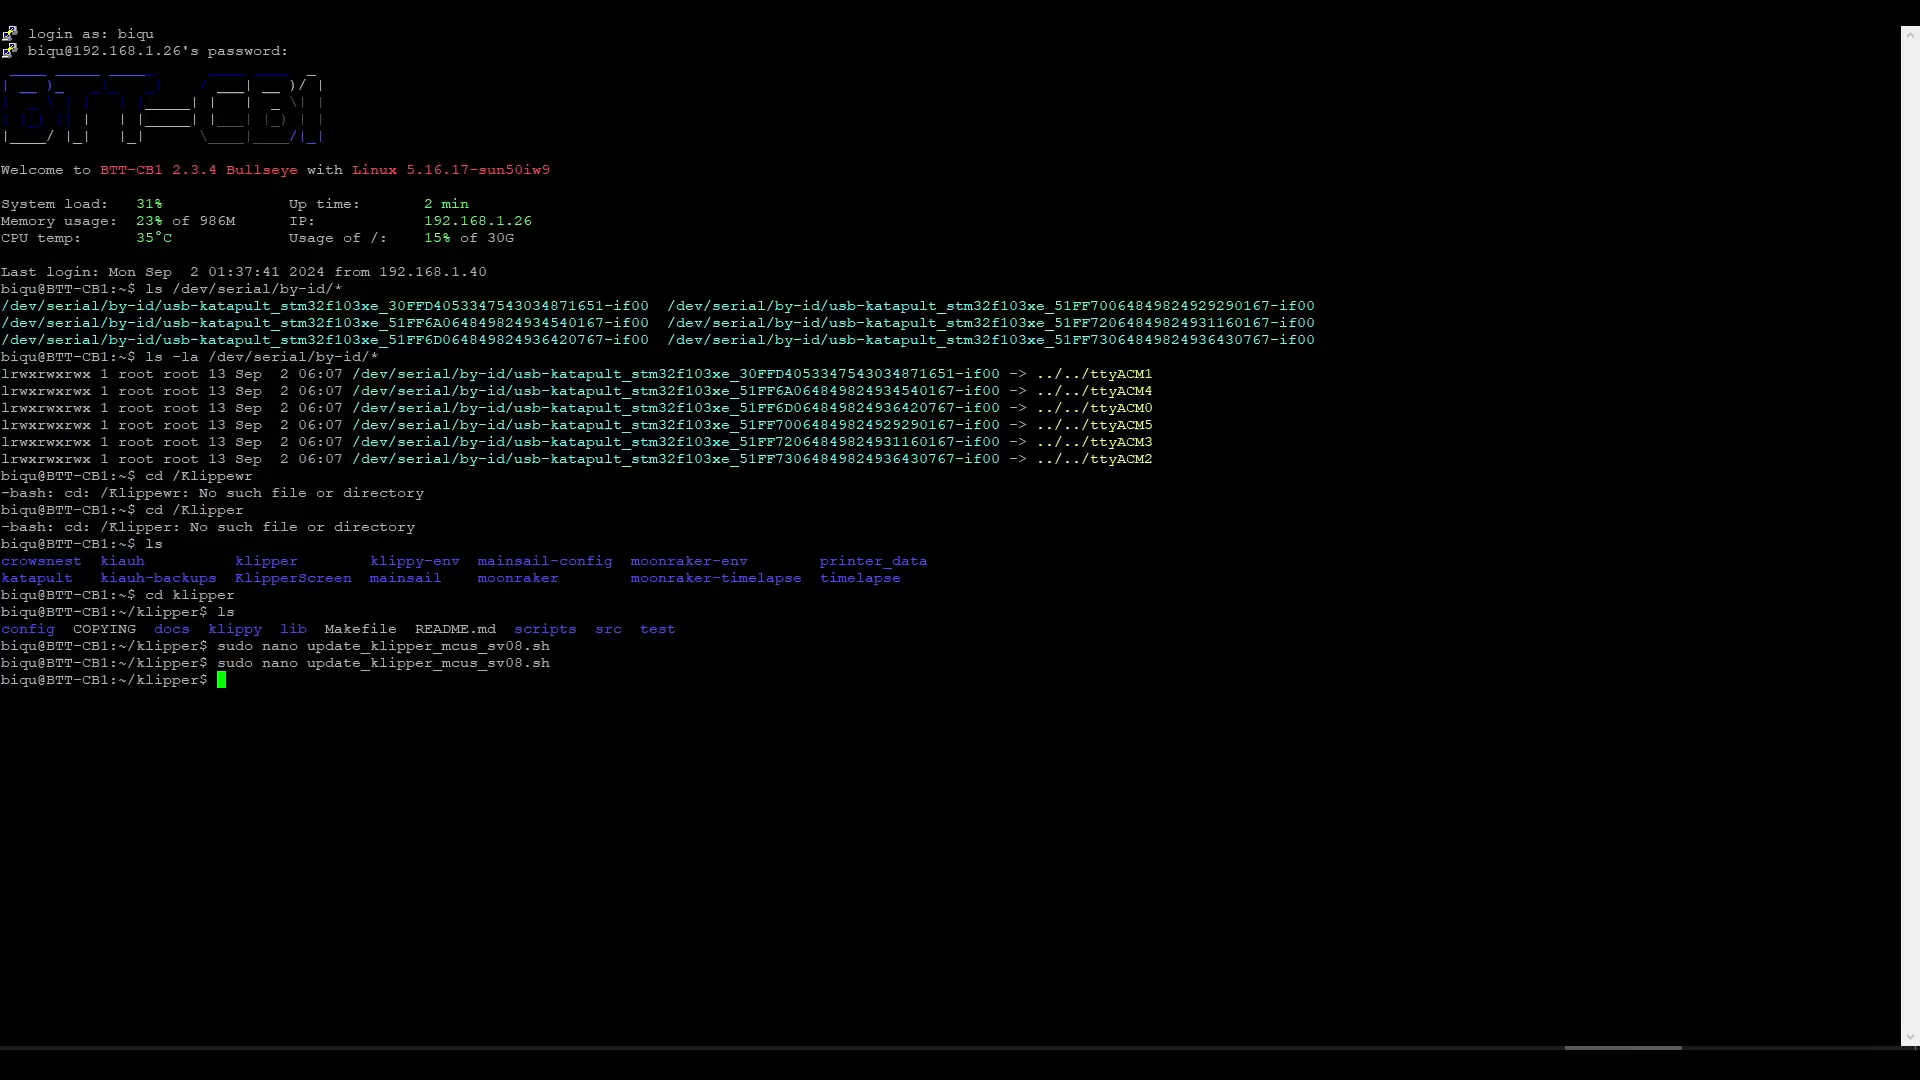 login as: biqu
biqu@192.168.1.26's password:
BTT-CB1
Welcome to BTT-CB1 2.3.4 Bullseye with Linux 5.16.17-sun50iw9
System load:   31%              Up time:       2 min
Memory usage:  23% of 986M      IP:            192.168.1.26
CPU temp:      35°C             Usage of /:    15% of 30G
Last login: Mon Sep  2 01:37:41 2024 from 192.168.1.40
biqu@BTT-CB1:~$ ls /dev/serial/by-id/*
/dev/serial/by-id/usb-katapult_stm32f103xe_30FFD4053347543034871651-if00  /dev/serial/by-id/usb-katapult_stm32f103xe_51FF70064849824929290167-if00
/dev/serial/by-id/usb-katapult_stm32f103xe_51FF6A064849824934540167-if00  /dev/serial/by-id/usb-katapult_stm32f103xe_51FF72064849824931160167-if00
/dev/serial/by-id/usb-katapult_stm32f103xe_51FF6D064849824936420767-if00  /dev/serial/by-id/usb-katapult_stm32f103xe_51FF73064849824936430767-if00
biqu@BTT-CB1:~$ ls -la /dev/serial/by-id/*
lrwxrwxrwx 1 root root 13 Sep  2 06:07 /dev/serial/by-id/usb-katapult_stm32f103xe_30FFD4053347543034871651-if00 -> ../../ttyACM1
lrwxrwxrwx 1 root root 13 Sep  2 06:07 /dev/serial/by-id/usb-katapult_stm32f103xe_51FF6A064849824934540167-if00 -> ../../ttyACM4
lrwxrwxrwx 1 root root 13 Sep  2 06:07 /dev/serial/by-id/usb-katapult_stm32f103xe_51FF6D064849824936420767-if00 -> ../../ttyACM0
lrwxrwxrwx 1 root root 13 Sep  2 06:07 /dev/serial/by-id/usb-katapult_stm32f103xe_51FF70064849824929290167-if00 -> ../../ttyACM5
lrwxrwxrwx 1 root root 13 Sep  2 06:07 /dev/serial/by-id/usb-katapult_stm32f103xe_51FF72064849824931160167-if00 -> ../../ttyACM3
lrwxrwxrwx 1 root root 13 Sep  2 06:07 /dev/serial/by-id/usb-katapult_stm32f103xe_51FF73064849824936430767-if00 -> ../../ttyACM2
biqu@BTT-CB1:~$ cd /Klippewr
-bash: cd: /Klippewr: No such file or directory
biqu@BTT-CB1:~$ cd /Klipper
-bash: cd: /Klipper: No such file or directory
biqu@BTT-CB1:~$ ls
crowsnest  kiauh          klipper        klippy-env  mainsail-config  moonraker-env        printer_data
katapult   kiauh-backups  KlipperScreen  mainsail    moonraker        moonraker-timelapse  timelapse
biqu@BTT-CB1:~$ cd klipper
biqu@BTT-CB1:~/klipper$ ls
config  COPYING  docs  klippy  lib  Makefile  README.md  scripts  src  test
biqu@BTT-CB1:~/klipper$ sudo nano update_klipper_mcus_sv08.sh
biqu@BTT-CB1:~/klipper$ sudo nano update_klipper_mcus_sv08.sh
biqu@BTT-CB1:~/klipper$